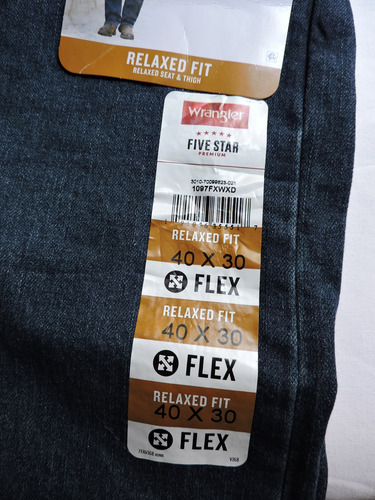 RELAXED FIT
RELAXED SEAT & THIGH
Wrangler
FIVE STAR
PREMIUM
1097FXWXD
RELAXED FIT
40 X 30
FLEX
RELAXED FIT
40 X 30
FLEX
RELAXED FIT
40 X 30
FLEX